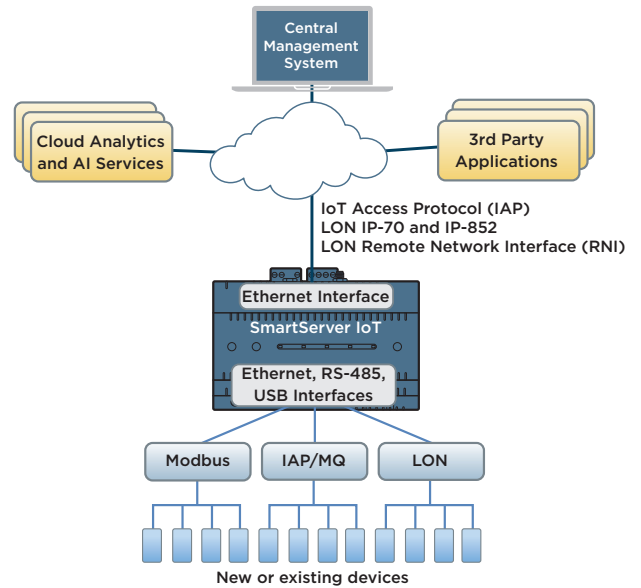 Central
Management
System
Cloud Analytics
and AI Services
3rd Party
Applications
IoT Access Protocol (IAP)
LON IP-70 and IP-852
LON Remote Network Interface (RNI)
Ethernet Interface
SmartServer IoT
Ethernet, RS-485,
USB Interfaces
Modbus
IAP/MQ
LON
New or existing devices